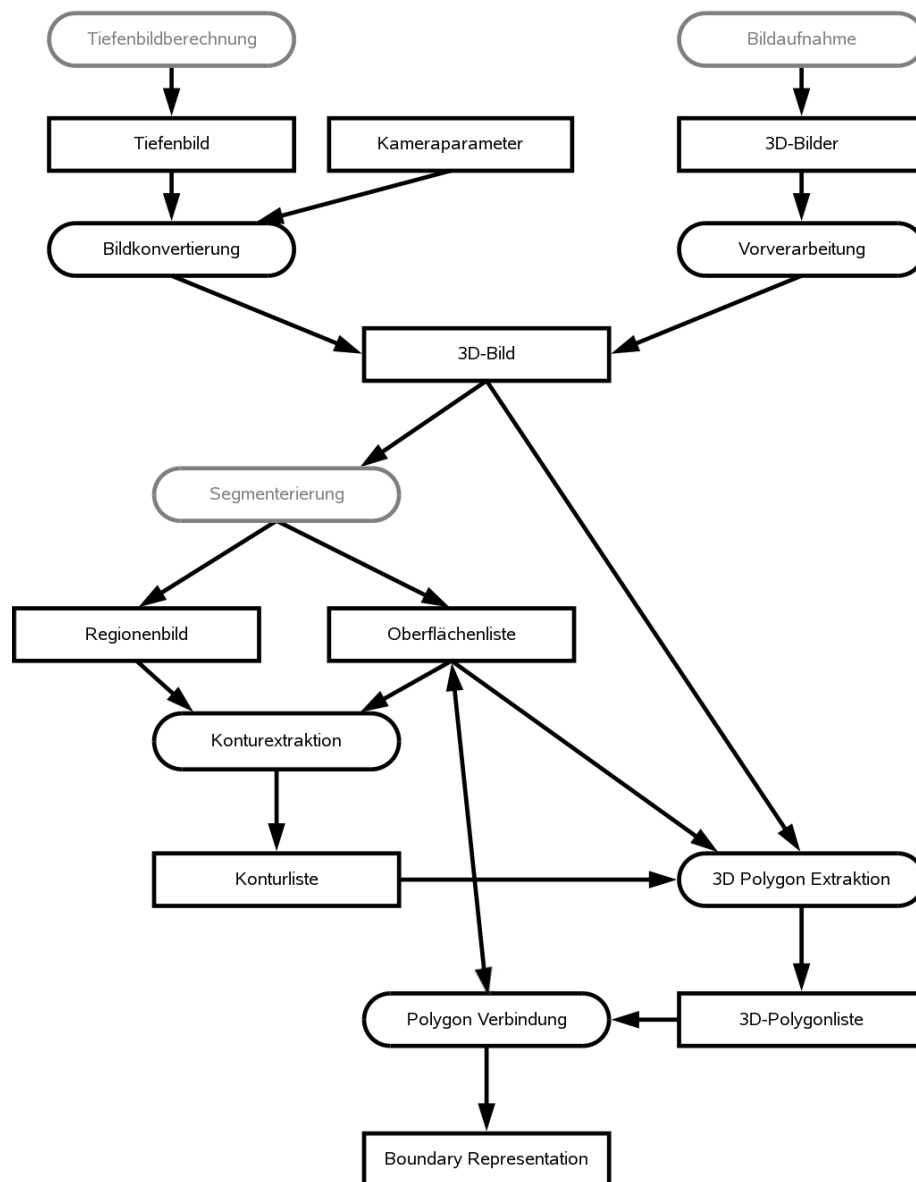 Tiefenbildberechnung
Bildaufnahme
Tiefenbild
Kameraparameter
3D-Bilder
Bildkonvertierung
Vorverarbeitung
3D-Bild
Segmenterierung
Regionenbild
Oberflächenliste
Konturextraktion
Konturliste
3D Polygon Extraktion
Polygon Verbindung
3D-Polygonliste
Boundary Representation